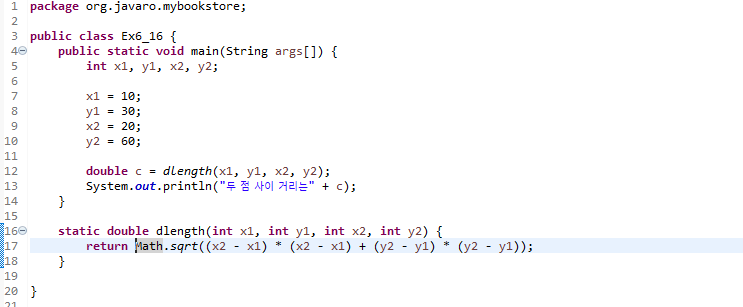 1 package org.javaro.mybookstore;
2
3 public class Ex6_16 {
4 public static void main(String args[]) {
5 int x1, y1, x2, y2;
6
7 x1 = 10;
8 y1 = 30;
9 x2 = 20;
10 y2 = 60;
11
12 double c = dLength(x1, y1, x2, y2);
13 System.out.println("두 점 사이 거리는" + c);
14 }
15
16 static double dlength(int x1, int y1, int x2, int y2) {
17 return Math.sqrt((x2 - x1) * (x2 - x1) + (y2 - y1) * (y2 - y1));
18 }
19
20 }
21